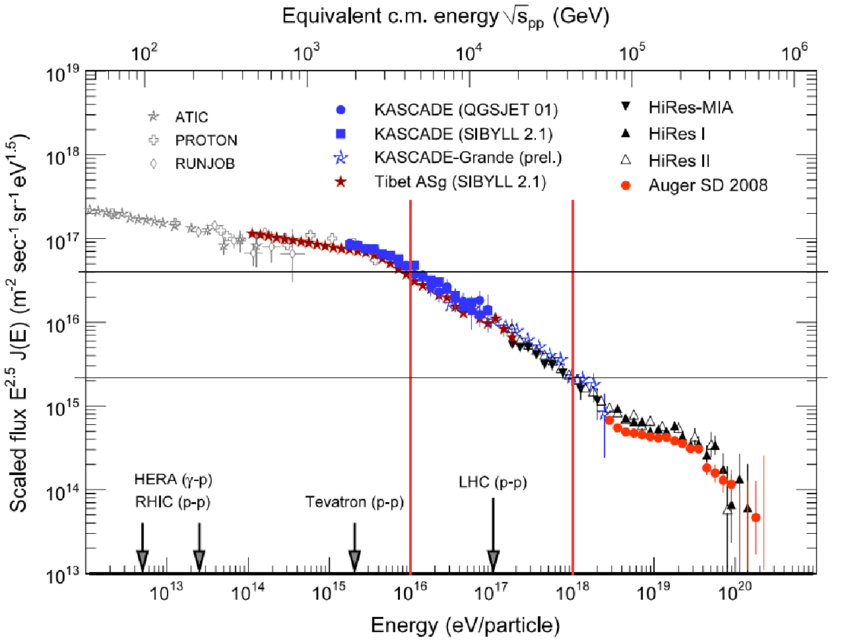 Equivalent c.m. energy √s_pp (GeV)
10^2 10^3 10^4 10^5 10^6
Scaled flux E^2.5 J(E) (m^-2 sec^-1 sr^-1 eV^1.5)
10^19
10^18
10^17
10^16
10^15
10^14
10^13
ATIC
PROTON
RUNJOB
KASCADE (QGSJET 01)
KASCADE (SIBYLL 2.1)
KASCADE-Grande (prel.)
Tibet ASg (SIBYLL 2.1)
HiRes-MIA
HiRes I
HiRes II
Auger SD 2008
HERA (γ-p)
RHIC (p-p)
Tevatron (p-p)
LHC (p-p)
10^13 10^14 10^15 10^16 10^17 10^18 10^19 10^20
Energy (eV/particle)